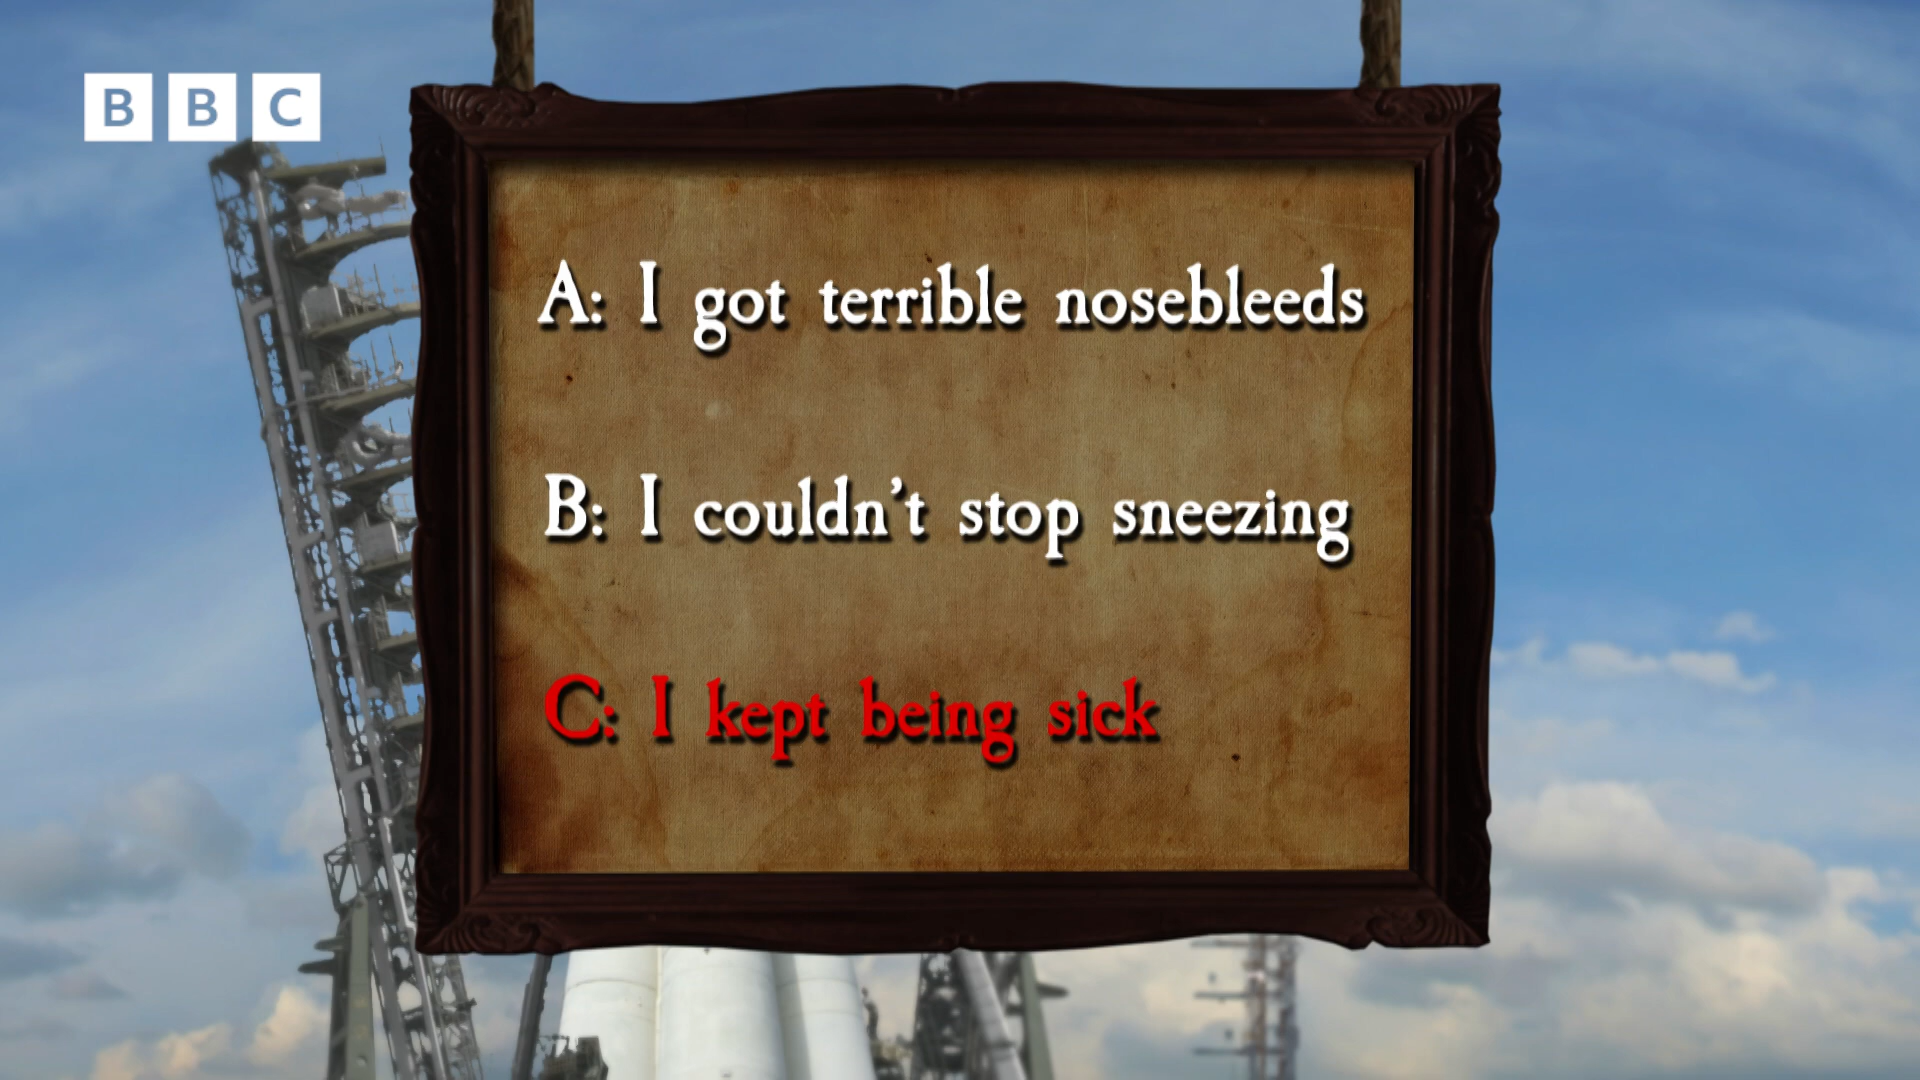 BBC
A: I got terrible nosebleeds
B: I couldn't stop sneezing
C: I kept being sick